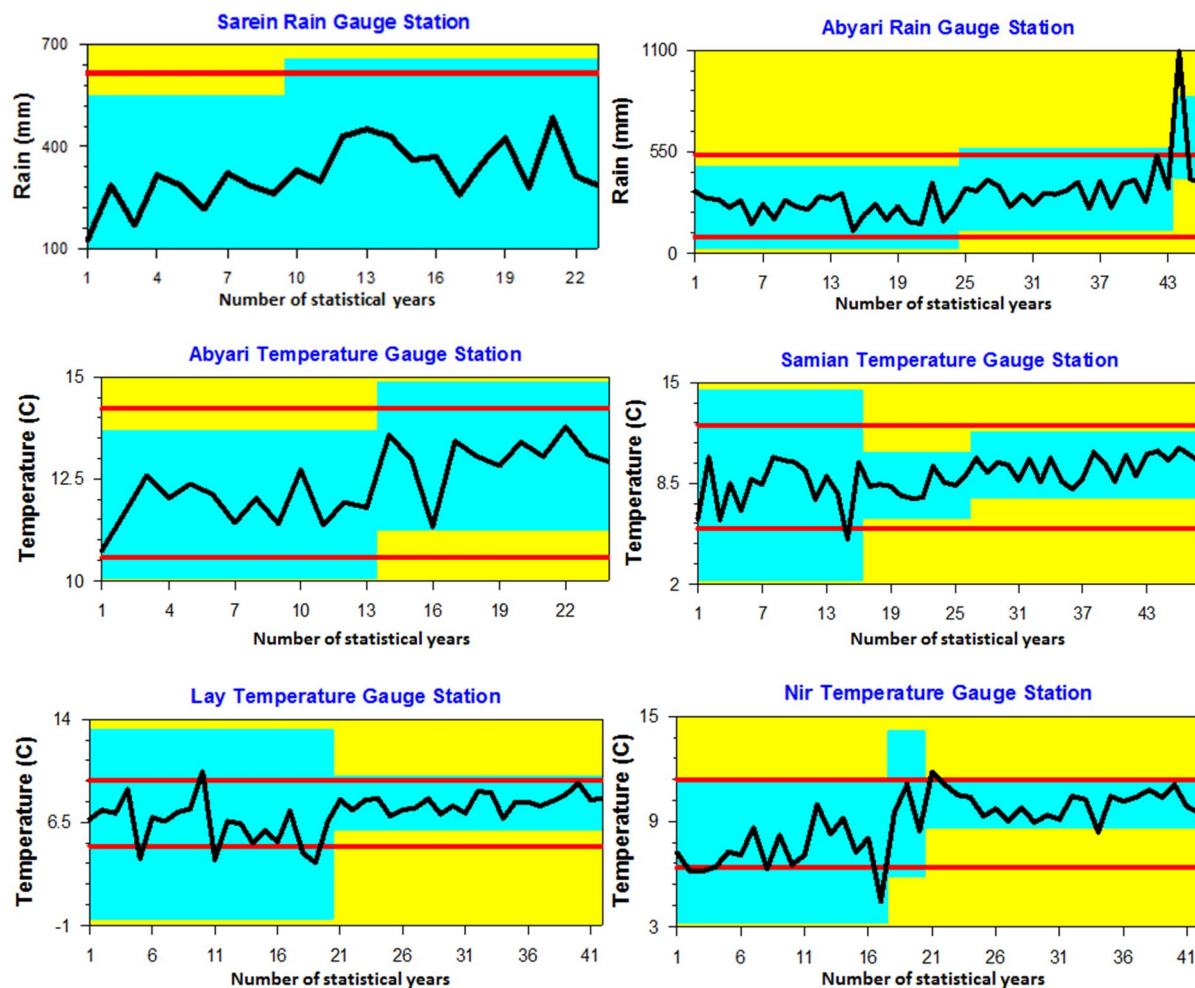 Sarein Rain Gauge Station
Rain (mm)
700
400
100
1 4 7 10 13 16 19 22
Number of statistical years
Abyari Rain Gauge Station
Rain (mm)
1100
550
0
1 7 13 19 25 31 37 43
Number of statistical years
Abyari Temperature Gauge Station
Temperature (C)
15
12.5
10
1 4 7 10 13 16 19 22
Number of statistical years
Samian Temperature Gauge Station
Temperature (C)
15
8.5
2
1 7 13 19 25 31 37 43
Number of statistical years
Lay Temperature Gauge Station
Temperature (C)
14
6.5
-1
1 6 11 16 21 26 31 36 41
Number of statistical years
Nir Temperature Gauge Station
Temperature (C)
15
9
3
1 6 11 16 21 26 31 36 41
Number of statistical years